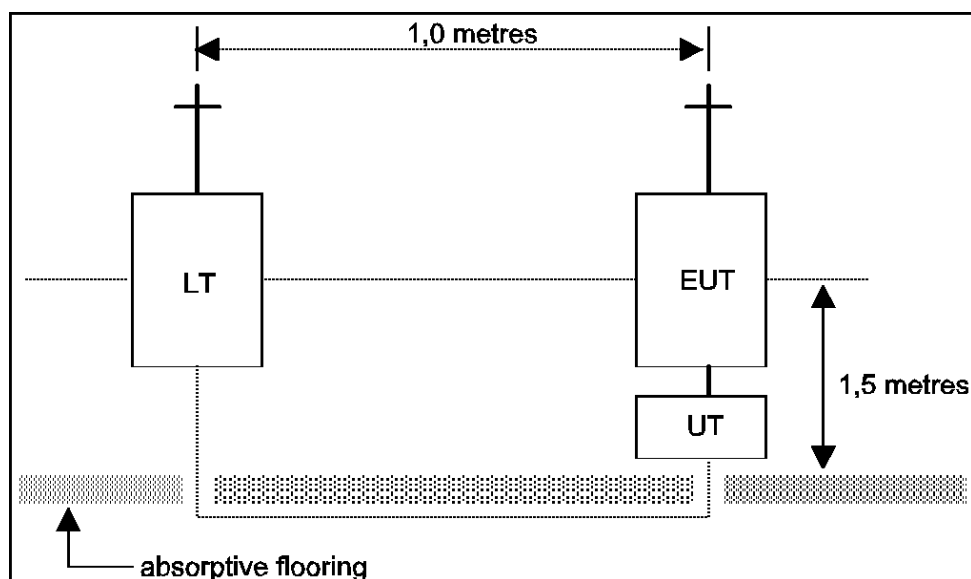 1,0 metres
LT
EUT
1,5 metres
UT
absorptive flooring